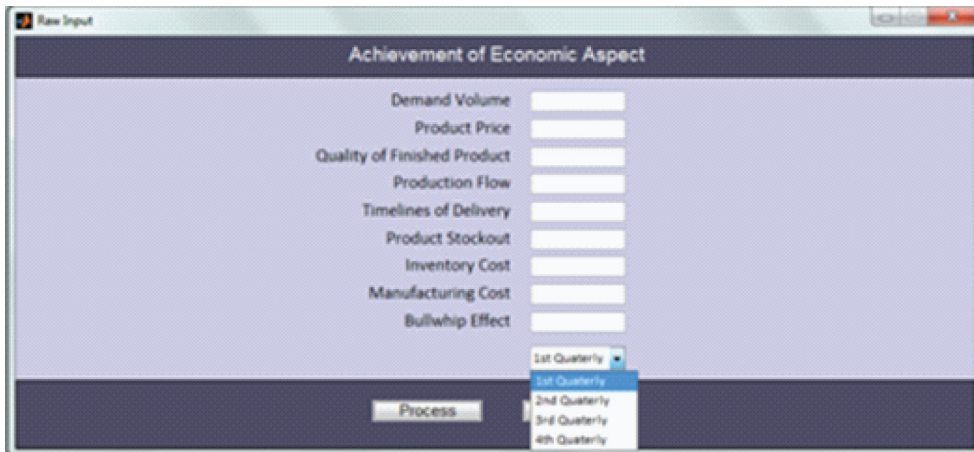 Raw Input
Achievement of Economic Aspect
Demand Volume
Product Price
Quality of Finished Product
Production Flow
Timelines of Delivery
Product Stockout
Inventory Cost
Manufacturing Cost
Bullwhip Effect
1st Quaterly
1st Quaterly
2nd Quaterly
3rd Quaterly
4th Quaterly
Process